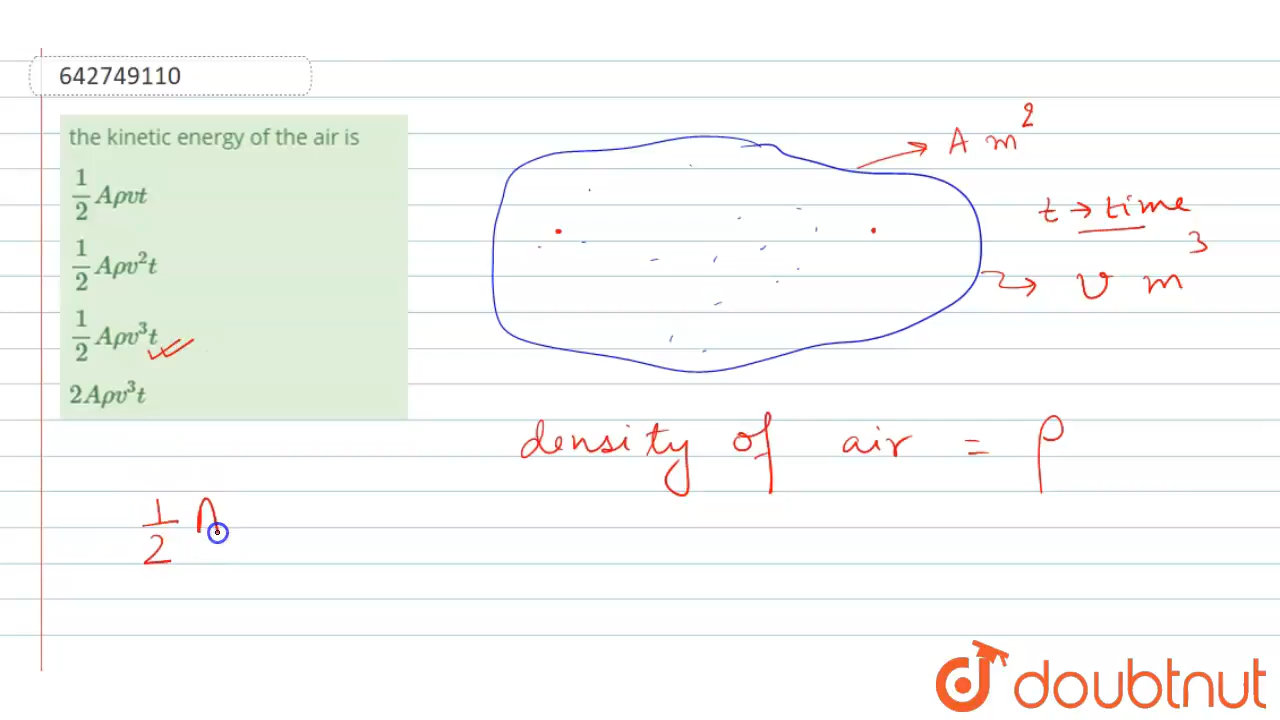 642749110
the kinetic energy of the air is
1/2 Aρvt
1/2 Aρv²t
1/2 Aρv³t
2Aρv³t
A m²
t → time
v m³
density of air = ρ
1/2
doubtnut